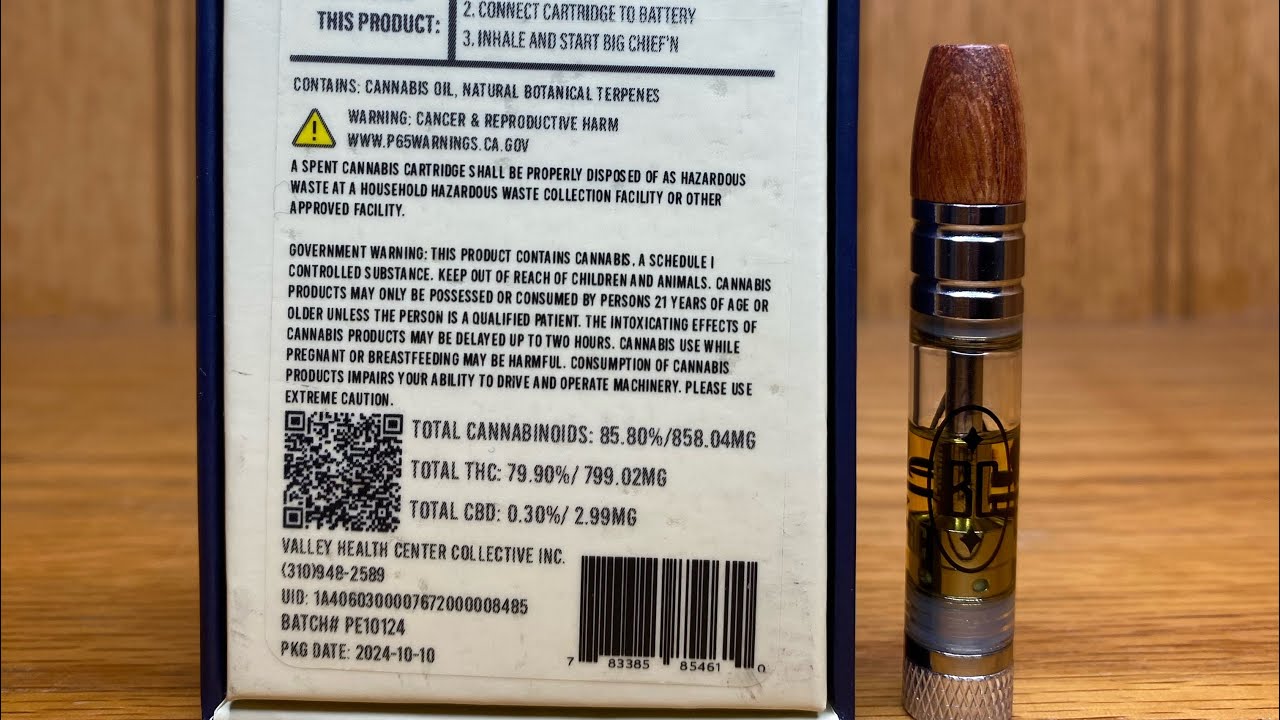 2. CONNECT CARTRIDGE TO BATTERY
THIS PRODUCT:
3. INHALE AND START BIG CHIEF'N
CONTAINS: CANNABIS OIL, NATURAL BOTANICAL TERPENES
WARNING: CANCER & REPRODUCTIVE HARM
WWW.P65WARNINGS.CA.GOV
A SPENT CANNABIS CARTRIDGE SHALL BE PROPERLY DISPOSED OF AS HAZARDOUS
WASTE AT A HOUSEHOLD HAZARDOUS WASTE COLLECTION FACILITY OR OTHER
APPROVED FACILITY.
GOVERNMENT WARNING: THIS PRODUCT CONTAINS CANNABIS, A SCHEDULE I
CONTROLLED SUBSTANCE. KEEP OUT OF REACH OF CHILDREN AND ANIMALS. CANNABIS
PRODUCTS MAY ONLY BE POSSESSED OR CONSUMED BY PERSONS 21 YEARS OF AGE OR
OLDER UNLESS THE PERSON IS A QUALIFIED PATIENT. THE INTOXICATING EFFECTS OF
CANNABIS PRODUCTS MAY BE DELAYED UP TO TWO HOURS. CANNABIS USE WHILE
PREGNANT OR BREASTFEEDING MAY BE HARMFUL. CONSUMPTION OF CANNABIS
PRODUCTS IMPAIRS YOUR ABILITY TO DRIVE AND OPERATE MACHINERY. PLEASE USE
EXTREME CAUTION.
TOTAL CANNABINOIDS: 85.80%/858.04MG
TOTAL THC: 79.90%/ 799.02MG
TOTAL CBD: 0.30%/ 2.99MG
VALLEY HEALTH CENTER COLLECTIVE INC.
(310)948-2589
UID: 1A4060300007672000008485
BATCH# PE10124
PKG DATE: 2024-10-10
7 83385 85461 0
BC